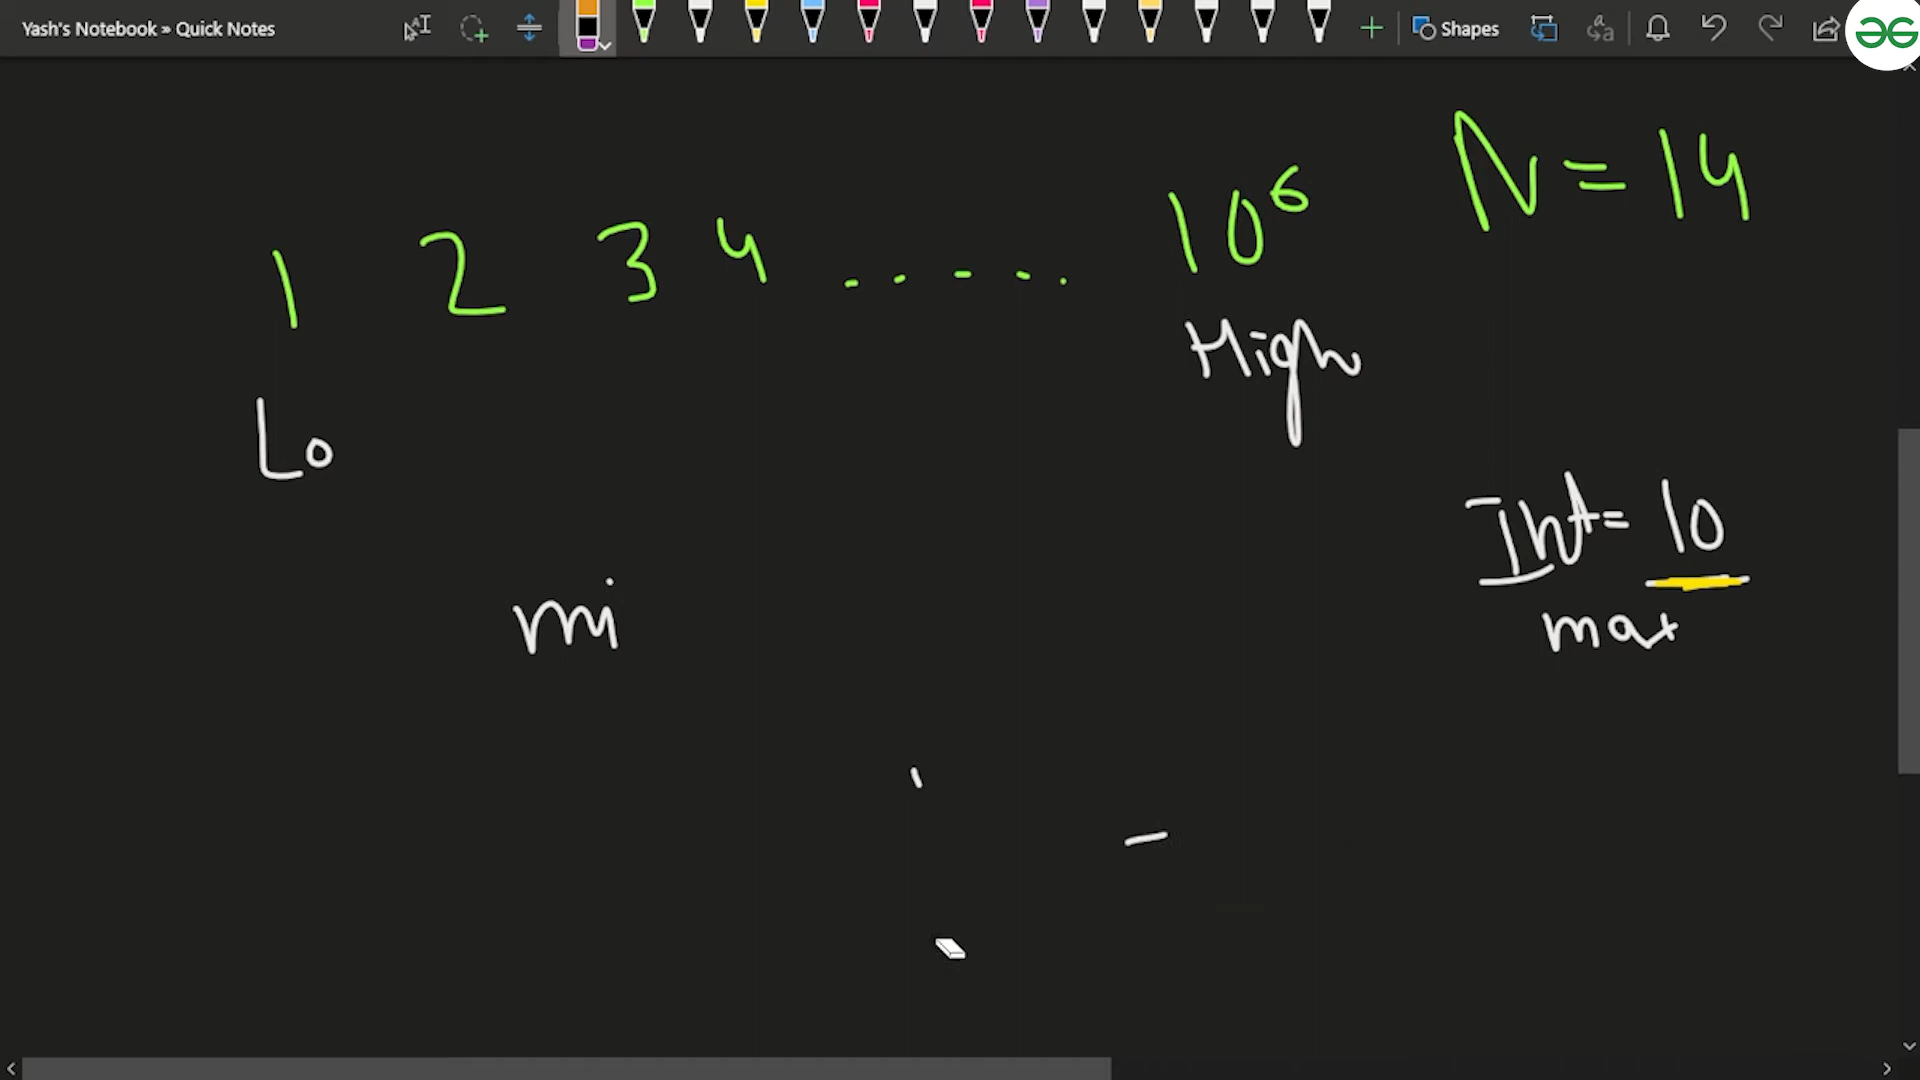 Yash's Notebook » Quick Notes
Shapes
N = 14
1 2 3 4 ..... 10⁶
High
Lo
Int = 10
max
mi